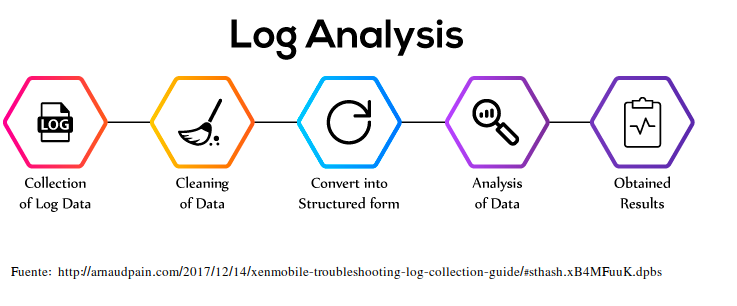 Log Analysis
LOG
Collection
of Log Data
Cleaning
of Data
Convert into
Structured form
Analysis
of Data
Obtained
Results
Fuente: http://arnaudpain.com/2017/12/14/xenmobile-troubleshooting-log-collection-guide/#sthash.xB4MFuuK.dpbs